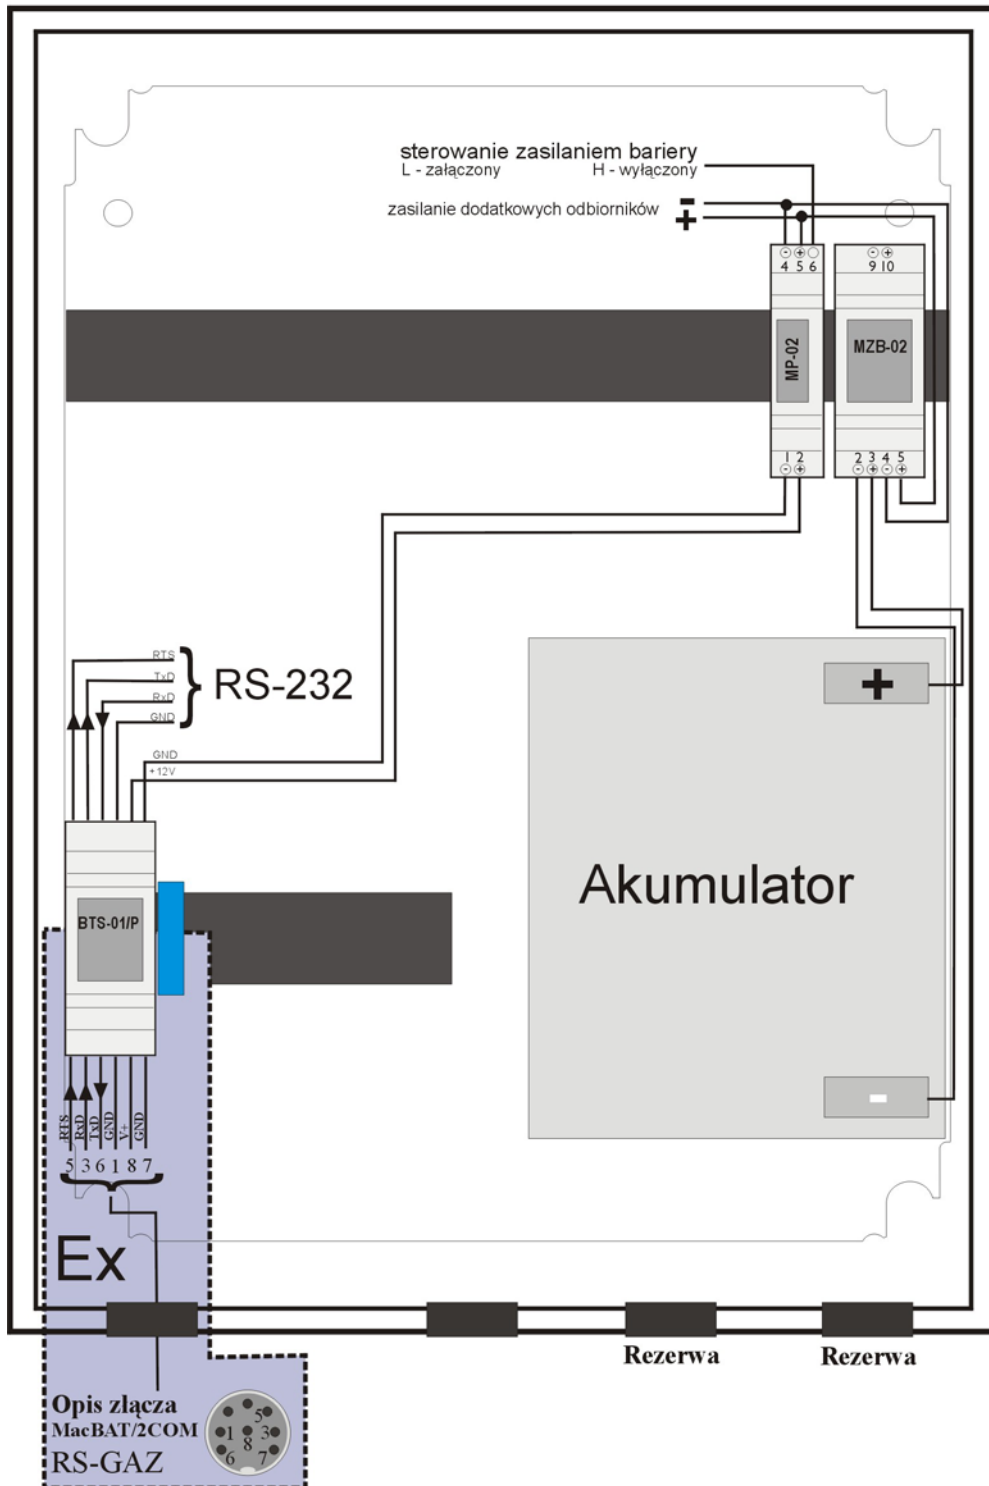 sterowanie zasilaniem bariery
L - załączony H - wyłączony
zasilanie dodatkowych odbiorników - +
4 5 6
9 10
MP-02
MZB-02
1 2
2 3 4 5
RTS
TxD
RxD
GND
RS-232
GND
+12V
+
Akumulator
-
BTS-01/P
RTS RxD TxD GND V+ GND
5 3 6 1 8 7
Ex
Rezerwa Rezerwa
Opis złącza
MacBAT/2COM
RS-GAZ
5
1 3
8
6 7